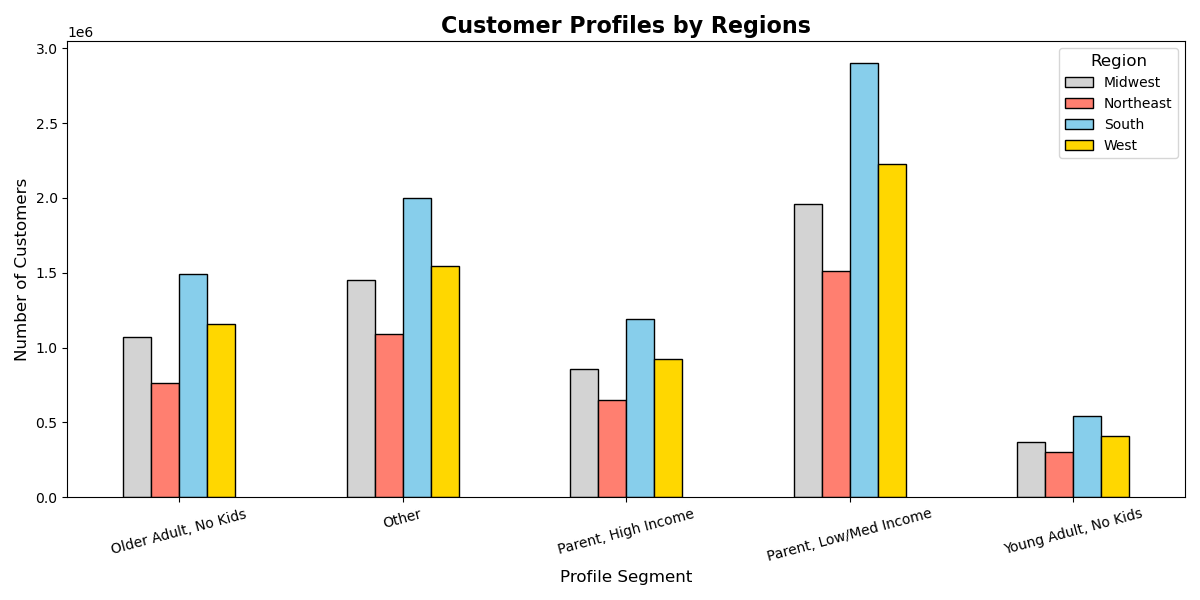 Customer Profiles by Regions
1e6
3.0
2.5
2.0
1.5
1.0
0.5
0.0
Number of Customers
Region
Midwest
Northeast
South
West
Older Adult, No Kids
Other
Parent, High Income
Parent, Low/Med Income
Young Adult, No Kids
Profile Segment